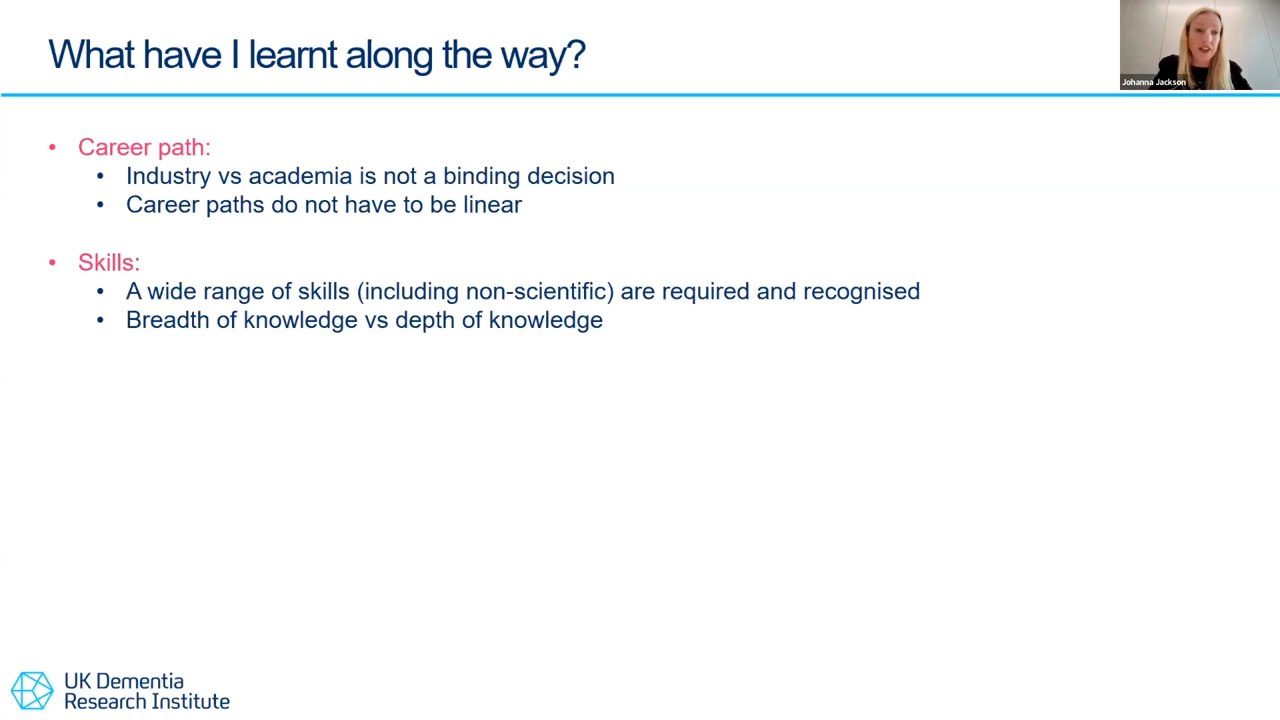 What have I learnt along the way?
Johanna Jackson
• Career path:
• Industry vs academia is not a binding decision
• Career paths do not have to be linear
• Skills:
• A wide range of skills (including non-scientific) are required and recognised
• Breadth of knowledge vs depth of knowledge
UK Dementia
Research Institute